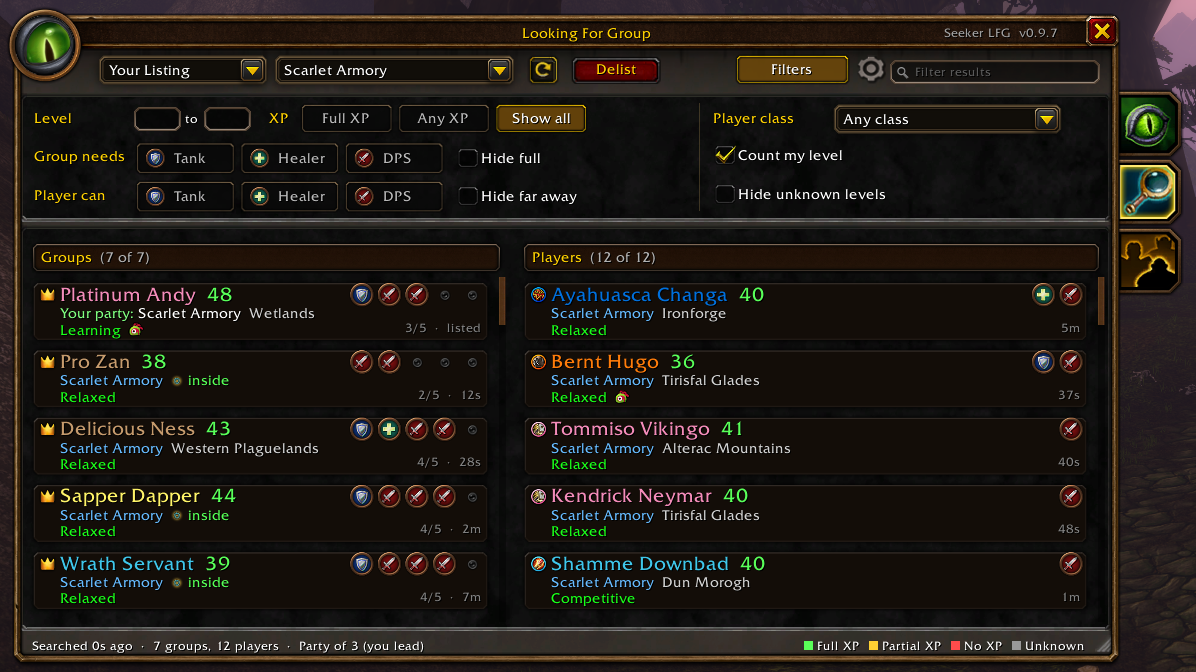 Looking For Group
Seeker LFG v0.9.7
Your Listing
Scarlet Armory
Delist
Filters
Filter results
Level
to
XP
Full XP
Any XP
Show all
Player class
Any class
Group needs
Tank
Healer
DPS
Hide full
Count my level
Player can
Tank
Healer
DPS
Hide far away
Hide unknown levels
Groups (7 of 7)
Platinum Andy 48
Your party: Scarlet Armory Wetlands
Learning
3/5 · listed
Pro Zan 38
Scarlet Armory inside
Relaxed
2/5 · 12s
Delicious Ness 43
Scarlet Armory Western Plaguelands
Relaxed
4/5 · 28s
Sapper Dapper 44
Scarlet Armory inside
Relaxed
4/5 · 2m
Wrath Servant 39
Scarlet Armory inside
Relaxed
4/5 · 7m
Players (12 of 12)
Ayahuasca Changa 40
Scarlet Armory Ironforge
Relaxed
5m
Bernt Hugo 36
Scarlet Armory Tirisfal Glades
Relaxed
37s
Tommiso Vikingo 41
Scarlet Armory Alterac Mountains
Relaxed
40s
Kendrick Neymar 40
Scarlet Armory Tirisfal Glades
Relaxed
48s
Shamme Downbad 40
Scarlet Armory Dun Morogh
Competitive
1m
Searched 0s ago · 7 groups, 12 players · Party of 3 (you lead)
Full XP
Partial XP
No XP
Unknown